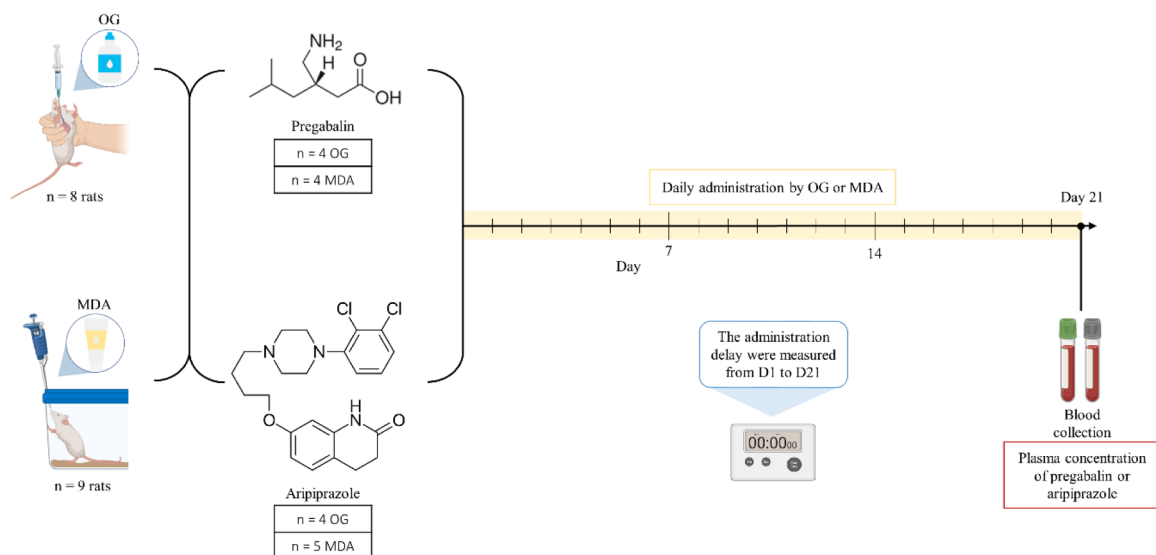 OG
n = 8 rats
MDA
n = 9 rats
NH2
H
O
OH
Pregabalin
n = 4 OG
n = 4 MDA
Cl
Cl
N
N
O
H
N
O
Aripiprazole
n = 4 OG
n = 5 MDA
Daily administration by OG or MDA
Day 21
7
14
Day
The administration
delay were measured
from D1 to D21
00:0000
Blood
collection
Plasma concentration
of pregabalin or
aripiprazole